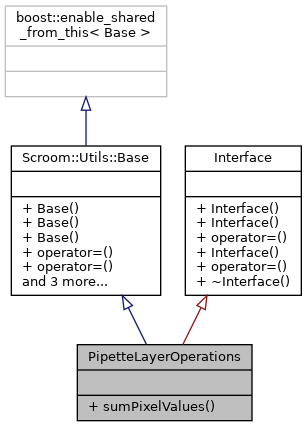 boost::enable_shared
_from_this< Base >
Scroom::Utils::Base
+ Base()
+ Base()
+ Base()
+ operator=()
+ operator=()
and 3 more...
Interface
+ Interface()
+ Interface()
+ operator=()
+ Interface()
+ operator=()
+ ~Interface()
PipetteLayerOperations
+ sumPixelValues()